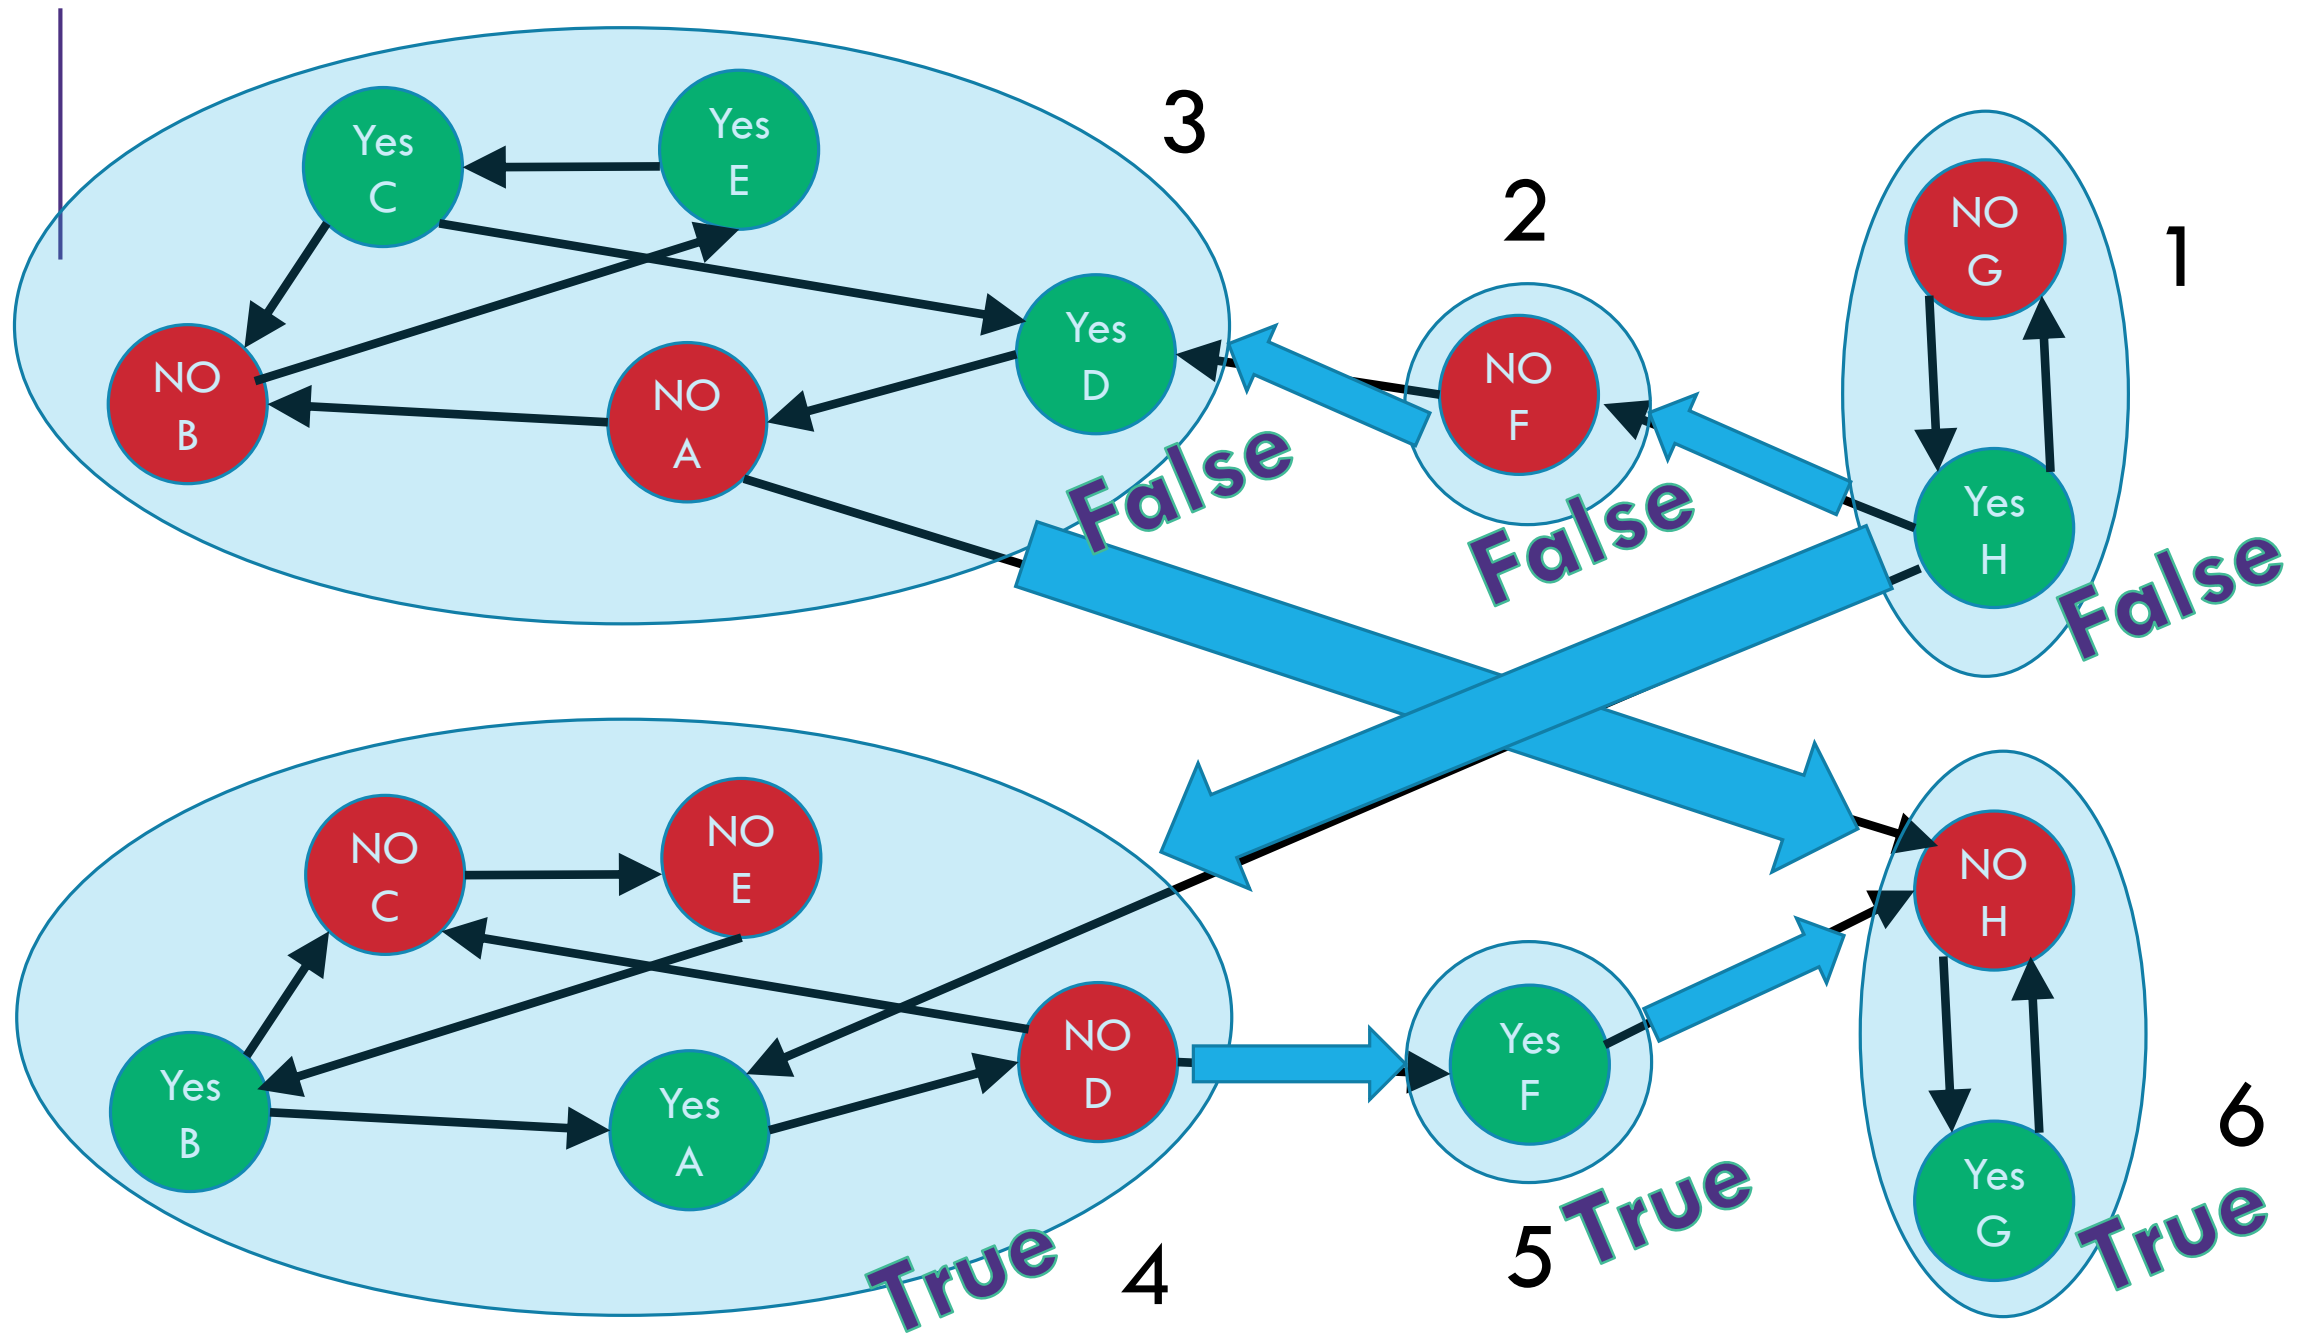 3
Yes
C
Yes
E
2
NO
G
1
Yes
D
NO
F
NO
B
NO
A
Yes
H
False
False
False
NO
C
NO
E
NO
H
Yes
B
Yes
A
NO
D
Yes
F
6
Yes
G
True
4
5
True
True